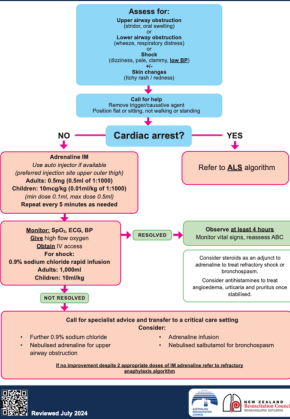 Assess for:
Upper airway obstruction
(stridor, oral swelling)
or
Lower airway obstruction
(wheeze, respiratory distress)
or
Shock
(dizziness, pale, clammy, low BP)
+/-
Skin changes
(itchy rash / redness)
Call for help
Remove trigger/causative agent
Position flat or sitting, not walking or standing
NO
Cardiac arrest?
YES
Adrenaline IM
Use auto injector if available
(preferred injection site upper outer thigh)
Adults: 0.5mg (0.5ml of 1:1000)
Children: 10mcg/kg (0.01ml/kg of 1:1000)
(min dose 0.1ml, max dose 0.5ml)
Repeat every 5 minutes as needed
Refer to ALS algorithm
Monitor: SpO₂, ECG, BP
Give high flow oxygen
Obtain IV access
For shock:
0.9% sodium chloride rapid infusion
Adults: 1,000ml
Children: 10ml/kg
RESOLVED
Observe at least 4 hours
Monitor vital signs, reassess ABC
Consider steroids as an adjunct to
adrenaline to treat refractory shock or
bronchospasm.
Consider antihistamines to treat
angioedema, urticaria and pruritus once
stabilised.
NOT RESOLVED
Call for specialist advice and transfer to a critical care setting
Consider:
• Further 0.9% sodium chloride
• Nebulised adrenaline for upper
airway obstruction
• Adrenaline infusion
• Nebulised salbutamol for bronchospasm
If no improvement despite 2 appropriate doses of IM adrenaline refer to refractory
anaphylaxis algorithm
Reviewed July 2024
AUSTRALIAN
RESUSCITATION
COUNCIL
NEW ZEALAND
Resuscitation Council